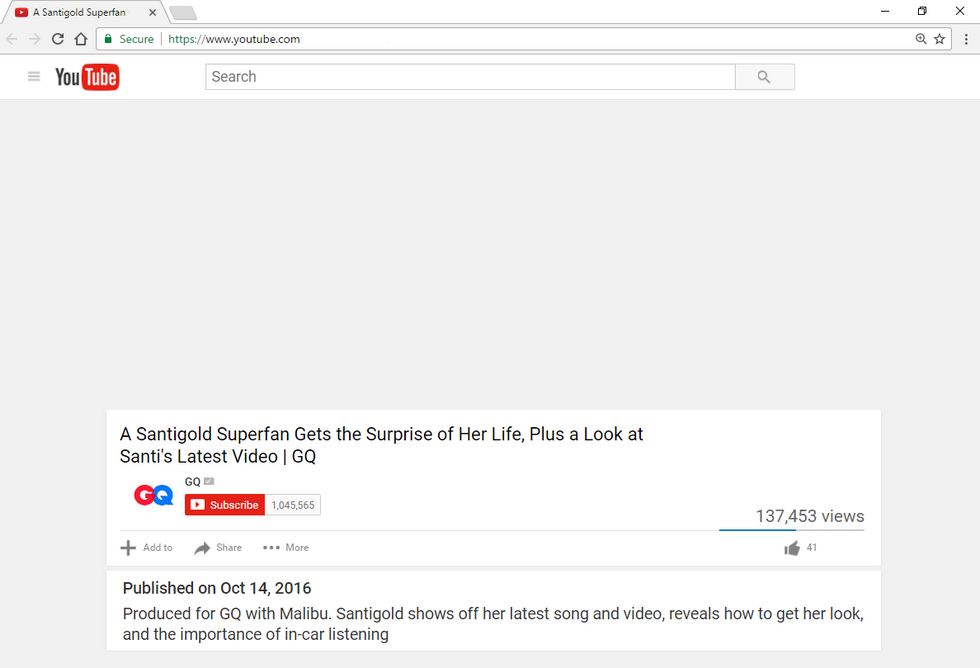 A Santigold Superfan
Secure https://www.youtube.com
YouTube
Search
A Santigold Superfan Gets the Surprise of Her Life, Plus a Look at
Santi's Latest Video | GQ
GQ
GQ
Subscribe 1,045,565
137,453 views
Add to Share More 41
Published on Oct 14, 2016
Produced for GQ with Malibu. Santigold shows off her latest song and video, reveals how to get her look,
and the importance of in-car listening